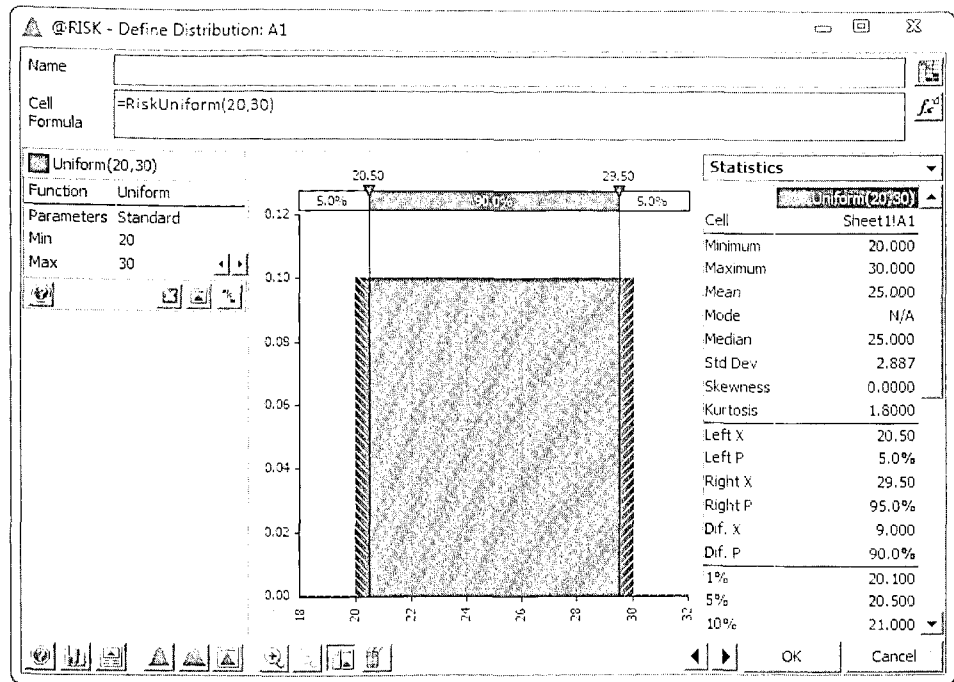 @RISK - Define Distribution: A1
Name
Cell Formula
=RiskUniform(20,30)
Uniform(20,30)
Function Uniform
Parameters Standard
Min 20
Max 30
20.50 29.50
5.0% 90.0% 5.0%
0.12
0.10
0.08
0.06
0.04
0.02
0.00
18 20 22 24 26 28 30 32
Statistics
Uniform(20,30)
Cell Sheet1!A1
Minimum 20.000
Maximum 30.000
Mean 25.000
Mode N/A
Median 25.000
Std Dev 2.887
Skewness 0.0000
Kurtosis 1.8000
Left X 20.50
Left P 5.0%
Right X 29.50
Right P 95.0%
Dif. X 9.000
Dif. P 90.0%
1% 20.100
5% 20.500
10% 21.000
OK Cancel